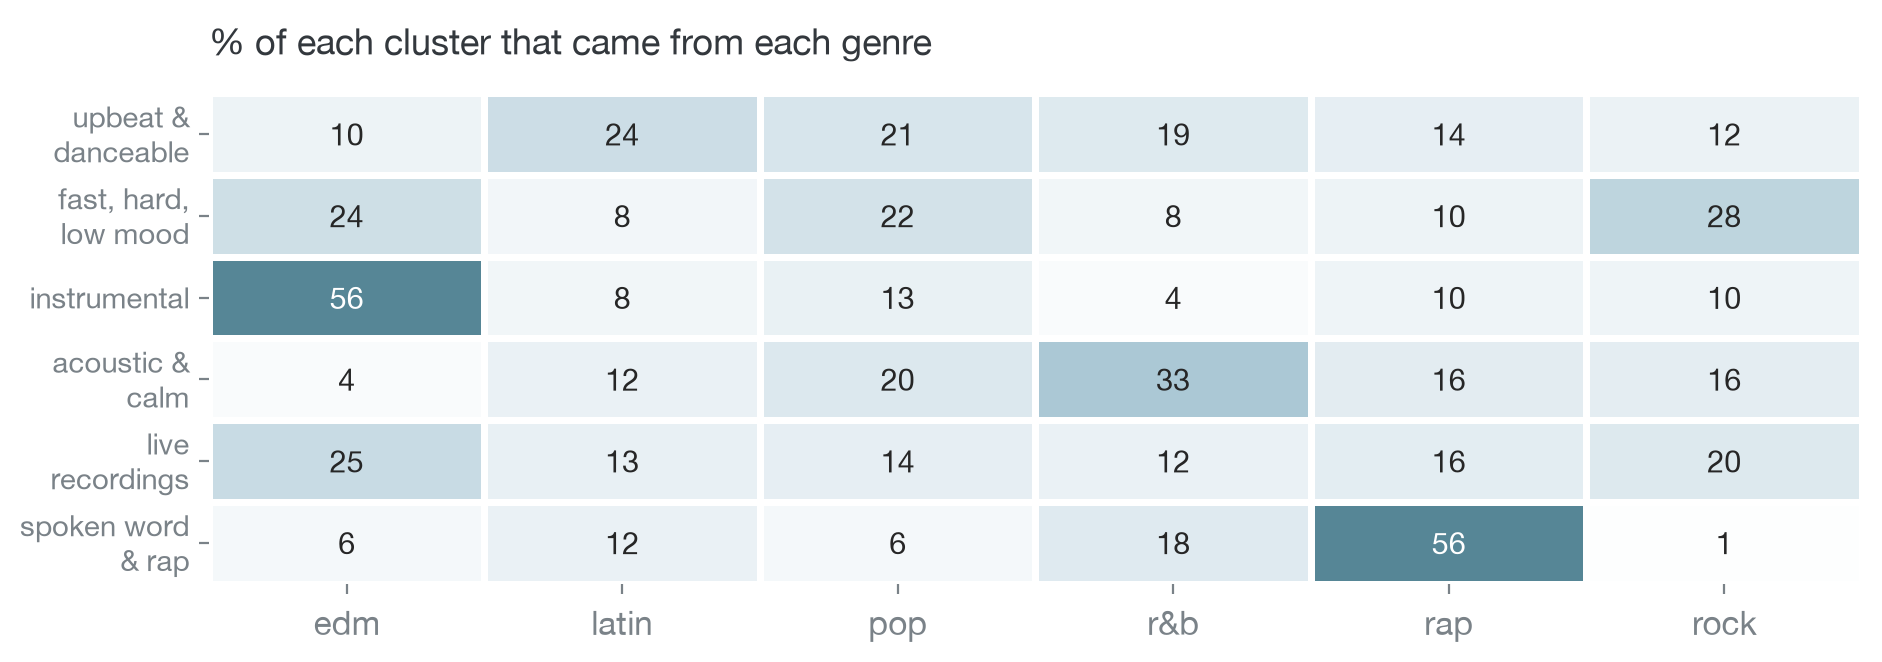 % of each cluster that came from each genre
upbeat &
danceable
10 24 21 19 14 12
fast, hard,
low mood
24 8 22 8 10 28
instrumental 56 8 13 4 10 10
acoustic &
calm
4 12 20 33 16 16
live
recordings
25 13 14 12 16 20
spoken word
& rap
6 12 6 18 56 1
edm latin pop r&b rap rock